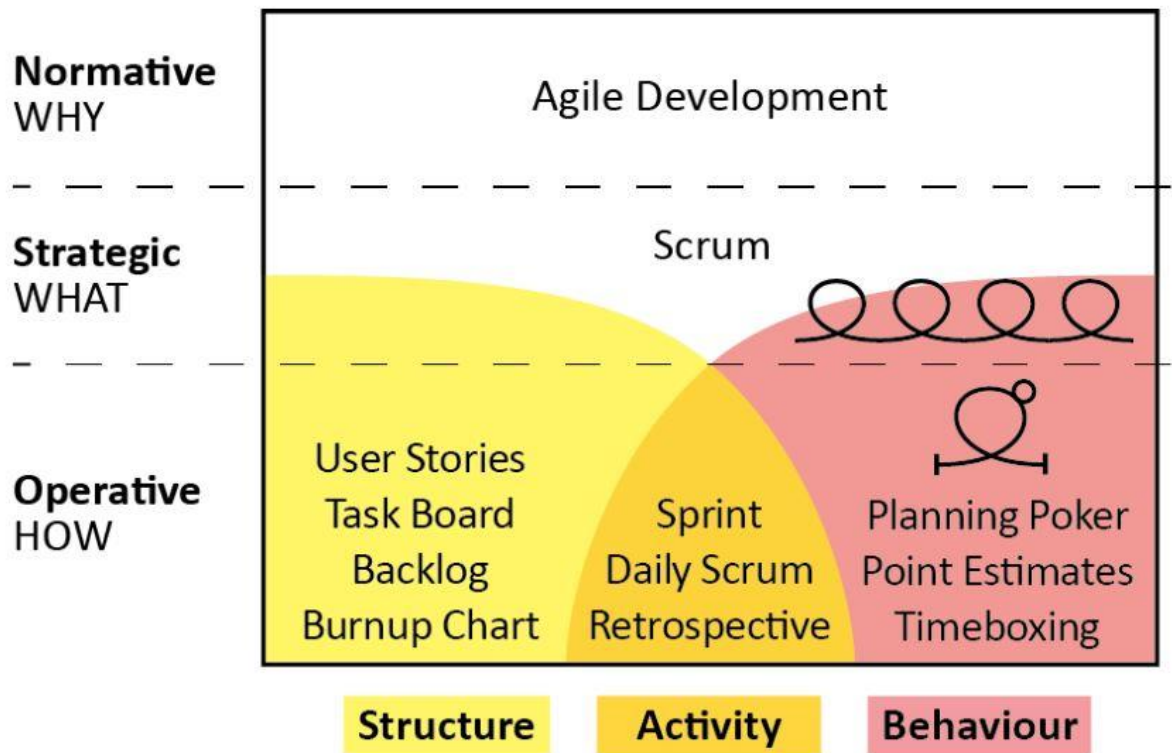 Normative
WHY
Agile Development
Strategic
WHAT
Scrum
Operative
HOW
User Stories
Task Board
Backlog
Burnup Chart
Sprint
Daily Scrum
Retrospective
Planning Poker
Point Estimates
Timeboxing
Structure
Activity
Behaviour